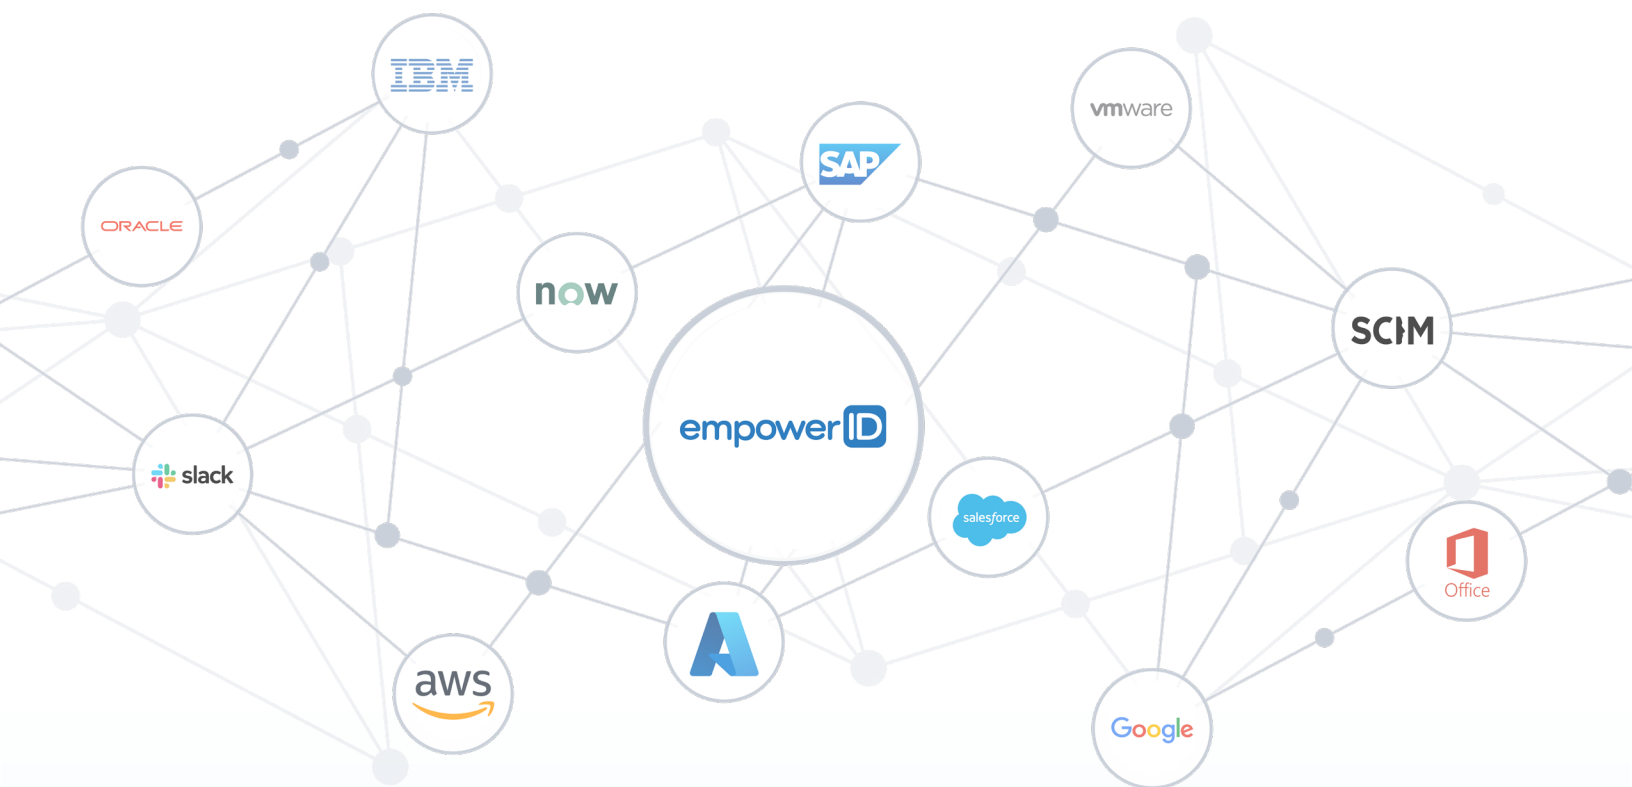 IBM
vmware
SAP
ORACLE
now
SCIM
empowerID
slack
salesforce
Office
aws
Google